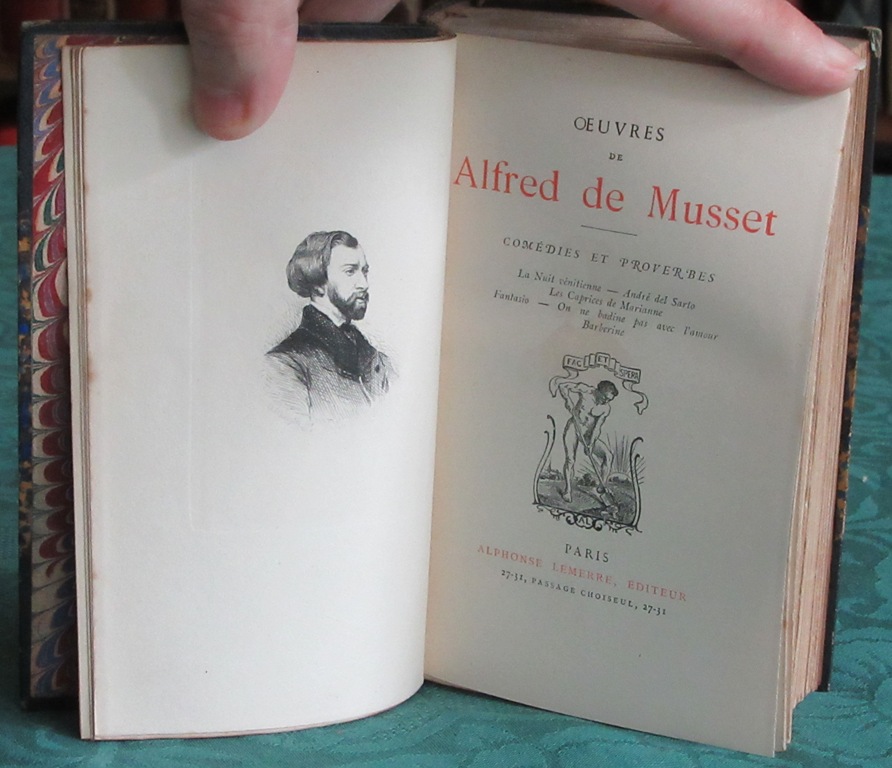 ŒUVRES
DE
Alfred de Musset
COMÉDIES ET PROVERBES
La Nuit vénitienne — André del Sarto
Les Caprices de Marianne
Fantasio — On ne badine pas avec l'amour
Barberine
FAC ET SPERA
AL
PARIS
ALPHONSE LEMERRE, EDITEUR
27-31, PASSAGE CHOISEUL, 27-31